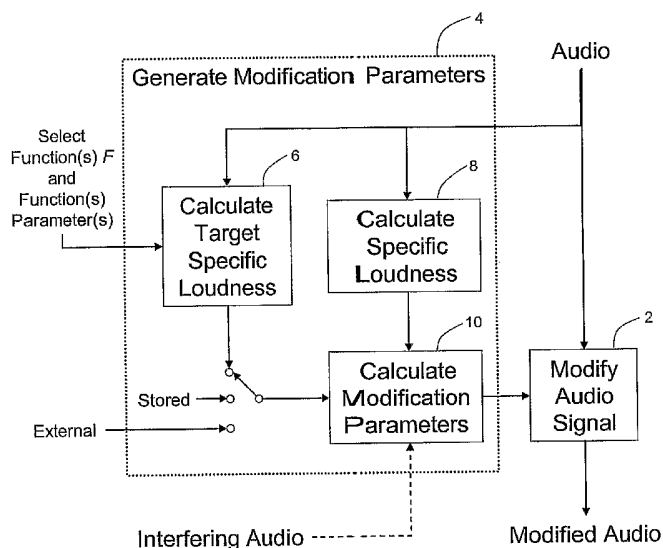 4
Generate Modification Parameters
Audio
Select
Function(s) F
and
Function(s)
Parameter(s)
6
Calculate
Target
Specific
Loudness
8
Calculate
Specific
Loudness
10
Calculate
Modification
Parameters
2
Modify
Audio
Signal
Stored
External
Interfering Audio
Modified Audio